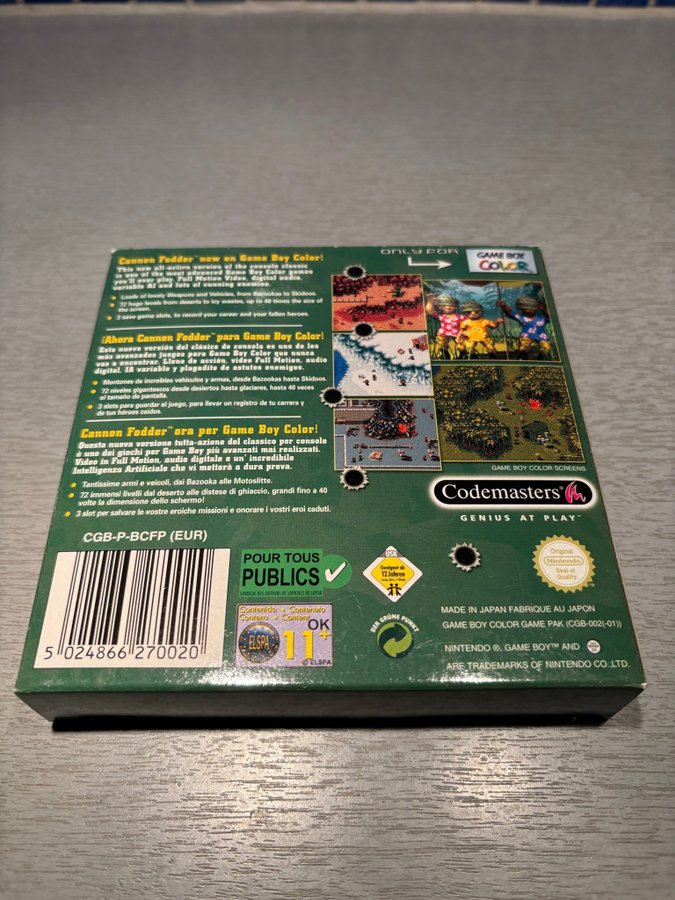 Cannon Fodder™ now on Game Boy Color!
This new all-action version of the console classic
is one of the most advanced Game Boy Color games
you'll ever play. Full Motion Video, digital audio,
variable AI and lots of cunning enemies.
Loads of lovely Weapons and Vehicles, from Bazookas to Skidoos.
72 huge levels from deserts to icy wastes, up to 40 times the size of
the screen.
3 save game slots, to record your career and your fallen heroes.
¡Ahora Cannon Fodder™ para Game Boy Color!
Esta nueva versión del clásico de consola es uno de los
más avanzados juegos para Game Boy Color que nunca
vas a encontrar. Lleno de acción, video Full Motion, audio
digital, IA variable y plagadito de astutos enemigos.
Montones de increíbles vehículos y armas, desde Bazookas hasta Skidoos.
72 niveles gigantescos desde desiertos hasta glaciares, hasta 40 veces
el tamaño de pantalla.
3 slots para guardar el juego, para llevar un registro de tu carrera y
de tus héroes caidos.
Cannon Fodder™ ora per Game Boy Color!
Questa nuova versione tutta-azione del classico per console
è uno dei giochi per Game Boy più avanzati mai realizzati.
Video in Full Motion, audio digitale e un' incredibile
Intelligenza Artificiale che vi metterà a dura prova.
Tantissime armi e veicoli, dai Bazooka alle Motoslitte.
72 immensi livelli dal deserto alle distese di ghiaccio, grandi fino a 40
volte la dimensione dello schermo!
3 slot per salvare le vostre eroiche missioni e onorare i vostri eroi caduti.
CGB-P-BCFP (EUR)
5 024866 270020
ONLY FOR
GAME BOY
COLOR
GAME BOY COLOR SCREENS
Codemasters®
GENIUS AT PLAY™
POUR TOUS
PUBLICS
SYNDICAT DES EDITEURS DE LOGICIELS DE LOISIRS
USK
Geeignet ab
12 Jahren
Contenido Contenuto
Contenu Content
ELSPA
OK
11+
© ELSPA
DER GRÜNE PUNKT
Original
Nintendo
Seal of
Quality
MADE IN JAPAN FABRIQUE AU JAPON
GAME BOY COLOR GAME PAK (CGB-002(-01))
NINTENDO ®, GAME BOY™ AND
ARE TRADEMARKS OF NINTENDO CO.,LTD.